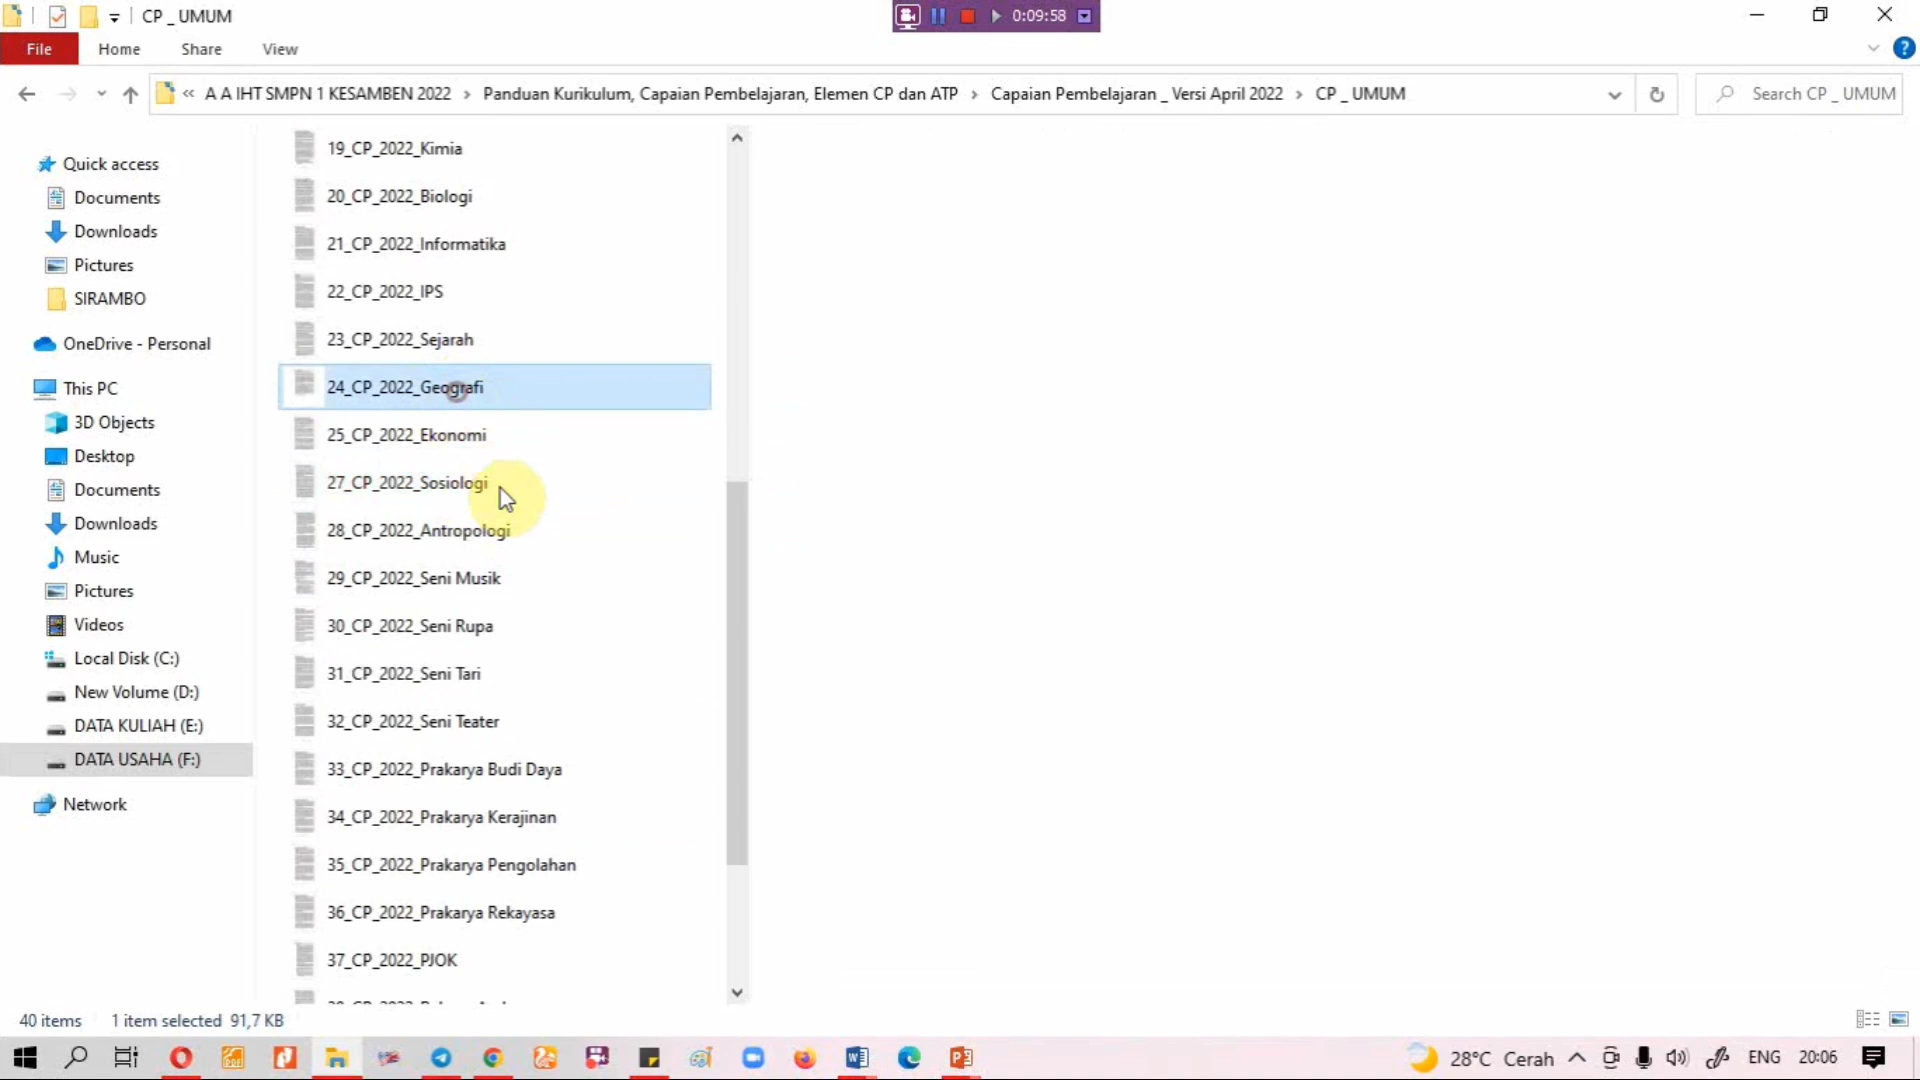 CP _ UMUM
0:09:58
File
Home
Share
View
« A A IHT SMPN 1 KESAMBEN 2022 › Panduan Kurikulum, Capaian Pembelajaran, Elemen CP dan ATP › Capaian Pembelajaran _ Versi April 2022 › CP _ UMUM
Search CP _ UMUM
Quick access
Documents
Downloads
Pictures
SIRAMBO
OneDrive - Personal
This PC
3D Objects
Desktop
Documents
Downloads
Music
Pictures
Videos
Local Disk (C:)
New Volume (D:)
DATA KULIAH (E:)
DATA USAHA (F:)
Network
19_CP_2022_Kimia
20_CP_2022_Biologi
21_CP_2022_Informatika
22_CP_2022_IPS
23_CP_2022_Sejarah
24_CP_2022_Geografi
25_CP_2022_Ekonomi
27_CP_2022_Sosiologi
28_CP_2022_Antropologi
29_CP_2022_Seni Musik
30_CP_2022_Seni Rupa
31_CP_2022_Seni Tari
32_CP_2022_Seni Teater
33_CP_2022_Prakarya Budi Daya
34_CP_2022_Prakarya Kerajinan
35_CP_2022_Prakarya Pengolahan
36_CP_2022_Prakarya Rekayasa
37_CP_2022_PJOK
40 items
1 item selected 91,7 KB
28°C Cerah
ENG
20:06